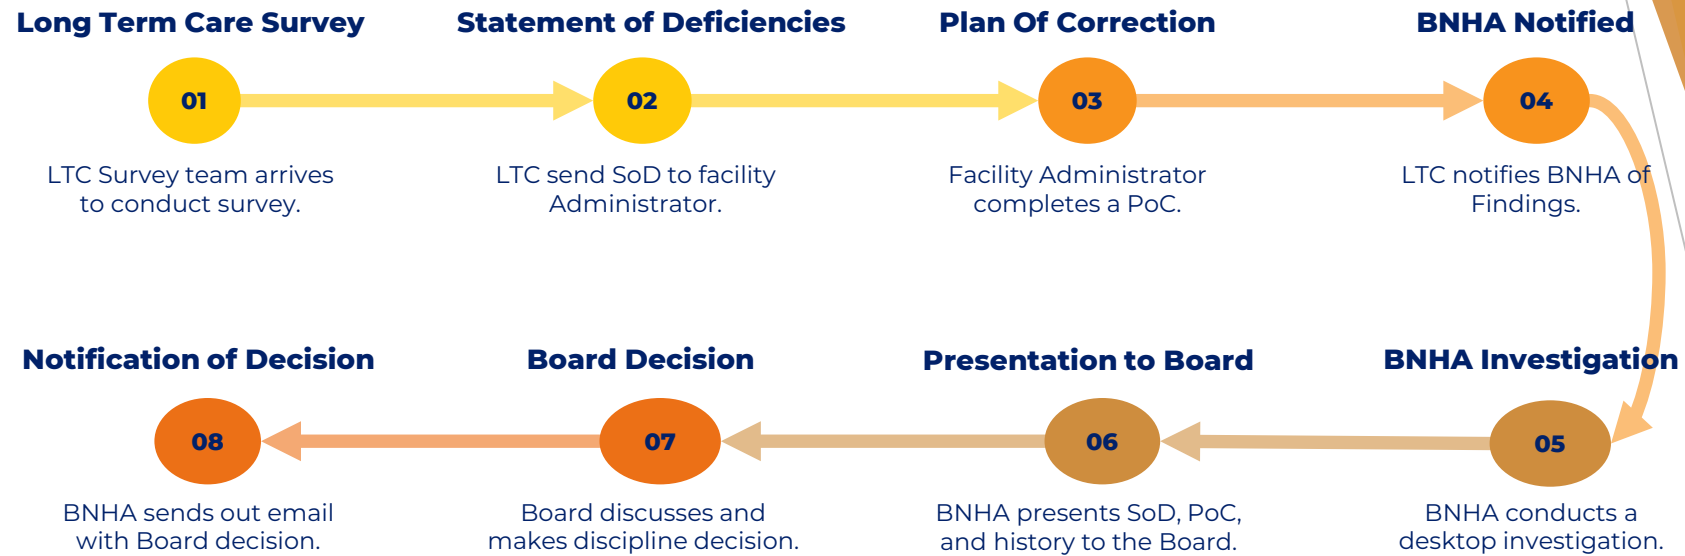 Long Term Care Survey
01
LTC Survey team arrives
to conduct survey.
Statement of Deficiencies
02
LTC send SoD to facility
Administrator.
Plan Of Correction
03
Facility Administrator
completes a PoC.
BNHA Notified
04
LTC notifies BNHA of
Findings.
BNHA Investigation
05
BNHA conducts a
desktop investigation.
Presentation to Board
06
BNHA presents SoD, PoC,
and history to the Board.
Board Decision
07
Board discusses and
makes discipline decision.
Notification of Decision
08
BNHA sends out email
with Board decision.